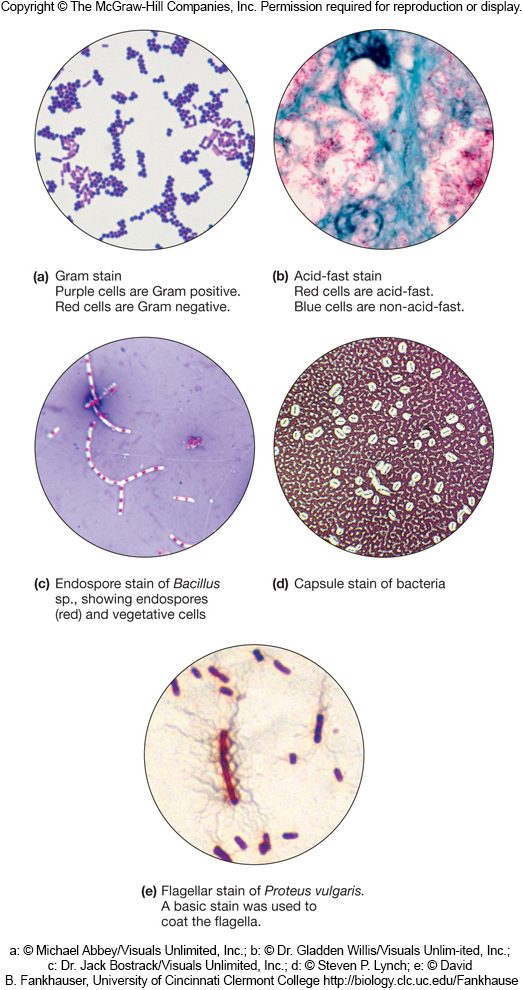 Copyright © The McGraw-Hill Companies, Inc. Permission required for reproduction or display.
(a) Gram stain
Purple cells are Gram positive.
Red cells are Gram negative.
(b) Acid-fast stain
Red cells are acid-fast.
Blue cells are non-acid-fast.
(c) Endospore stain of Bacillus
sp., showing endospores
(red) and vegetative cells
(d) Capsule stain of bacteria
(e) Flagellar stain of Proteus vulgaris.
A basic stain was used to
coat the flagella.
a: © Michael Abbey/Visuals Unlimited, Inc.; b: © Dr. Gladden Willis/Visuals Unlim-ited, Inc.;
c: Dr. Jack Bostrack/Visuals Unlimited, Inc.; d: © Steven P. Lynch; e: © David
B. Fankhauser, University of Cincinnati Clermont College http://biology.clc.uc.edu/Fankhause